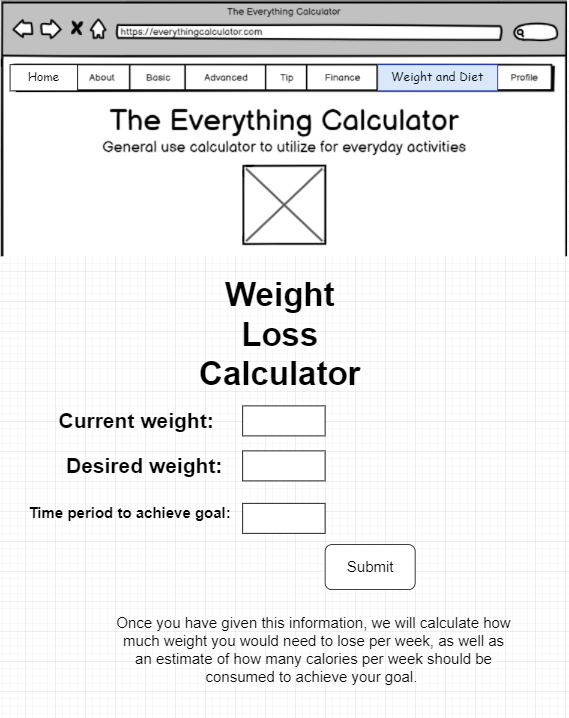 The Everything Calculator
https://everythingcalculator.com
Home About Basic Advanced Tip Finance Weight and Diet Profile
The Everything Calculator
General use calculator to utilize for everyday activities
Weight
Loss
Calculator
Current weight:
Desired weight:
Time period to achieve goal:
Submit
Once you have given this information, we will calculate how
much weight you would need to lose per week, as well as
an estimate of how many calories per week should be
consumed to achieve your goal.